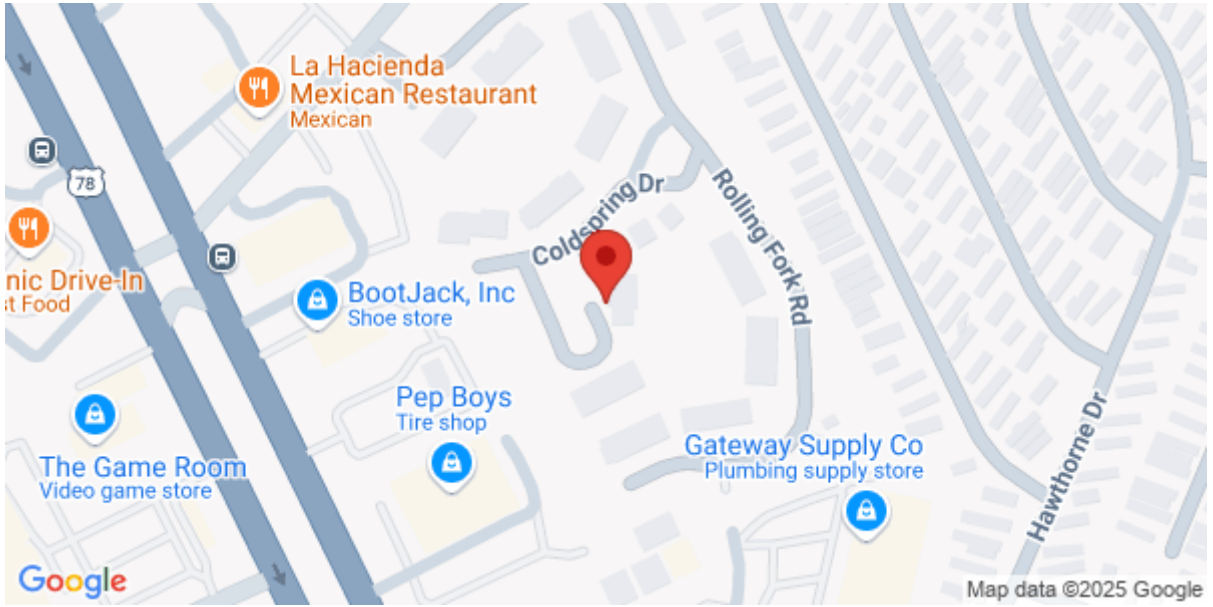 La Hacienda
Mexican Restaurant
Mexican
78
Coldspring Dr
Rolling Fork Rd
nic Drive-In
st Food
BootJack, Inc
Shoe store
Pep Boys
Tire shop
Gateway Supply Co
Plumbing supply store
The Game Room
Video game store
Hawthorne Dr
Google
Map data ©2025 Google